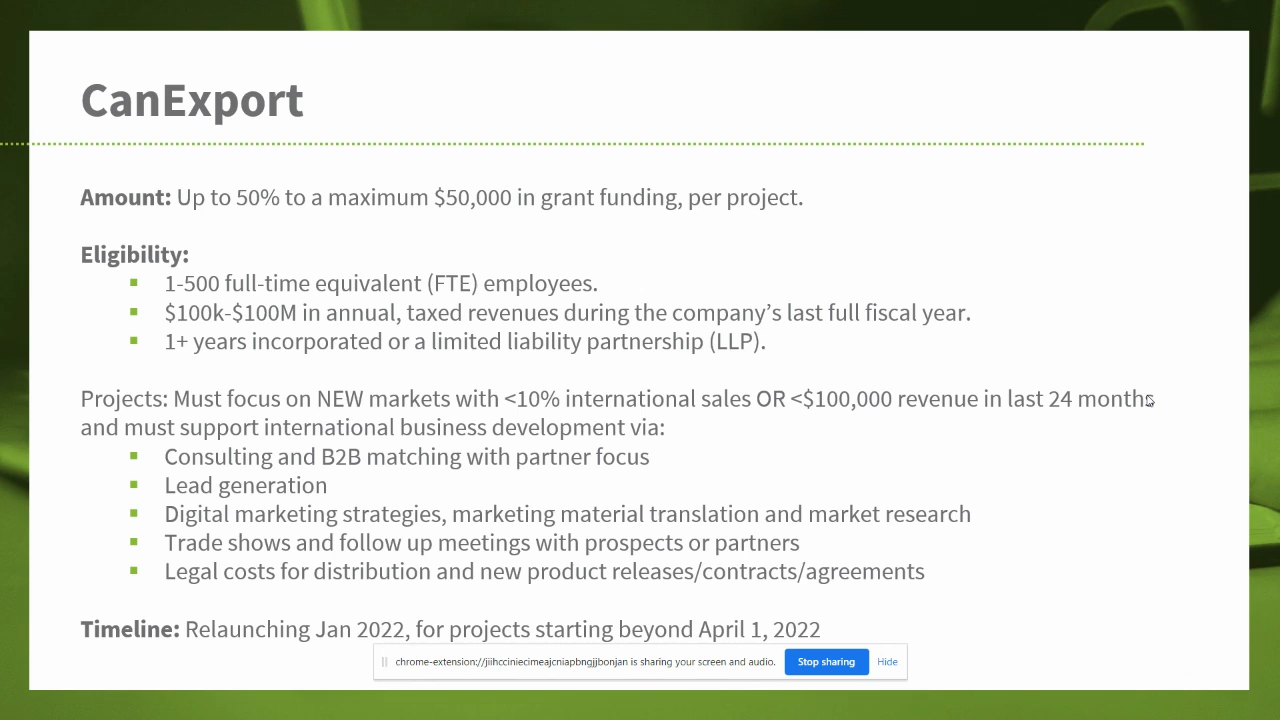 CanExport
Amount: Up to 50% to a maximum $50,000 in grant funding, per project.
Eligibility:
1-500 full-time equivalent (FTE) employees.
$100k-$100M in annual, taxed revenues during the company’s last full fiscal year.
1+ years incorporated or a limited liability partnership (LLP).
Projects: Must focus on NEW markets with <10% international sales OR <$100,000 revenue in last 24 months
and must support international business development via:
Consulting and B2B matching with partner focus
Lead generation
Digital marketing strategies, marketing material translation and market research
Trade shows and follow up meetings with prospects or partners
Legal costs for distribution and new product releases/contracts/agreements
Timeline: Relaunching Jan 2022, for projects starting beyond April 1, 2022
chrome-extension://jiihcciniecimeajcniapbngjjbonjan is sharing your screen and audio. Stop sharing Hide